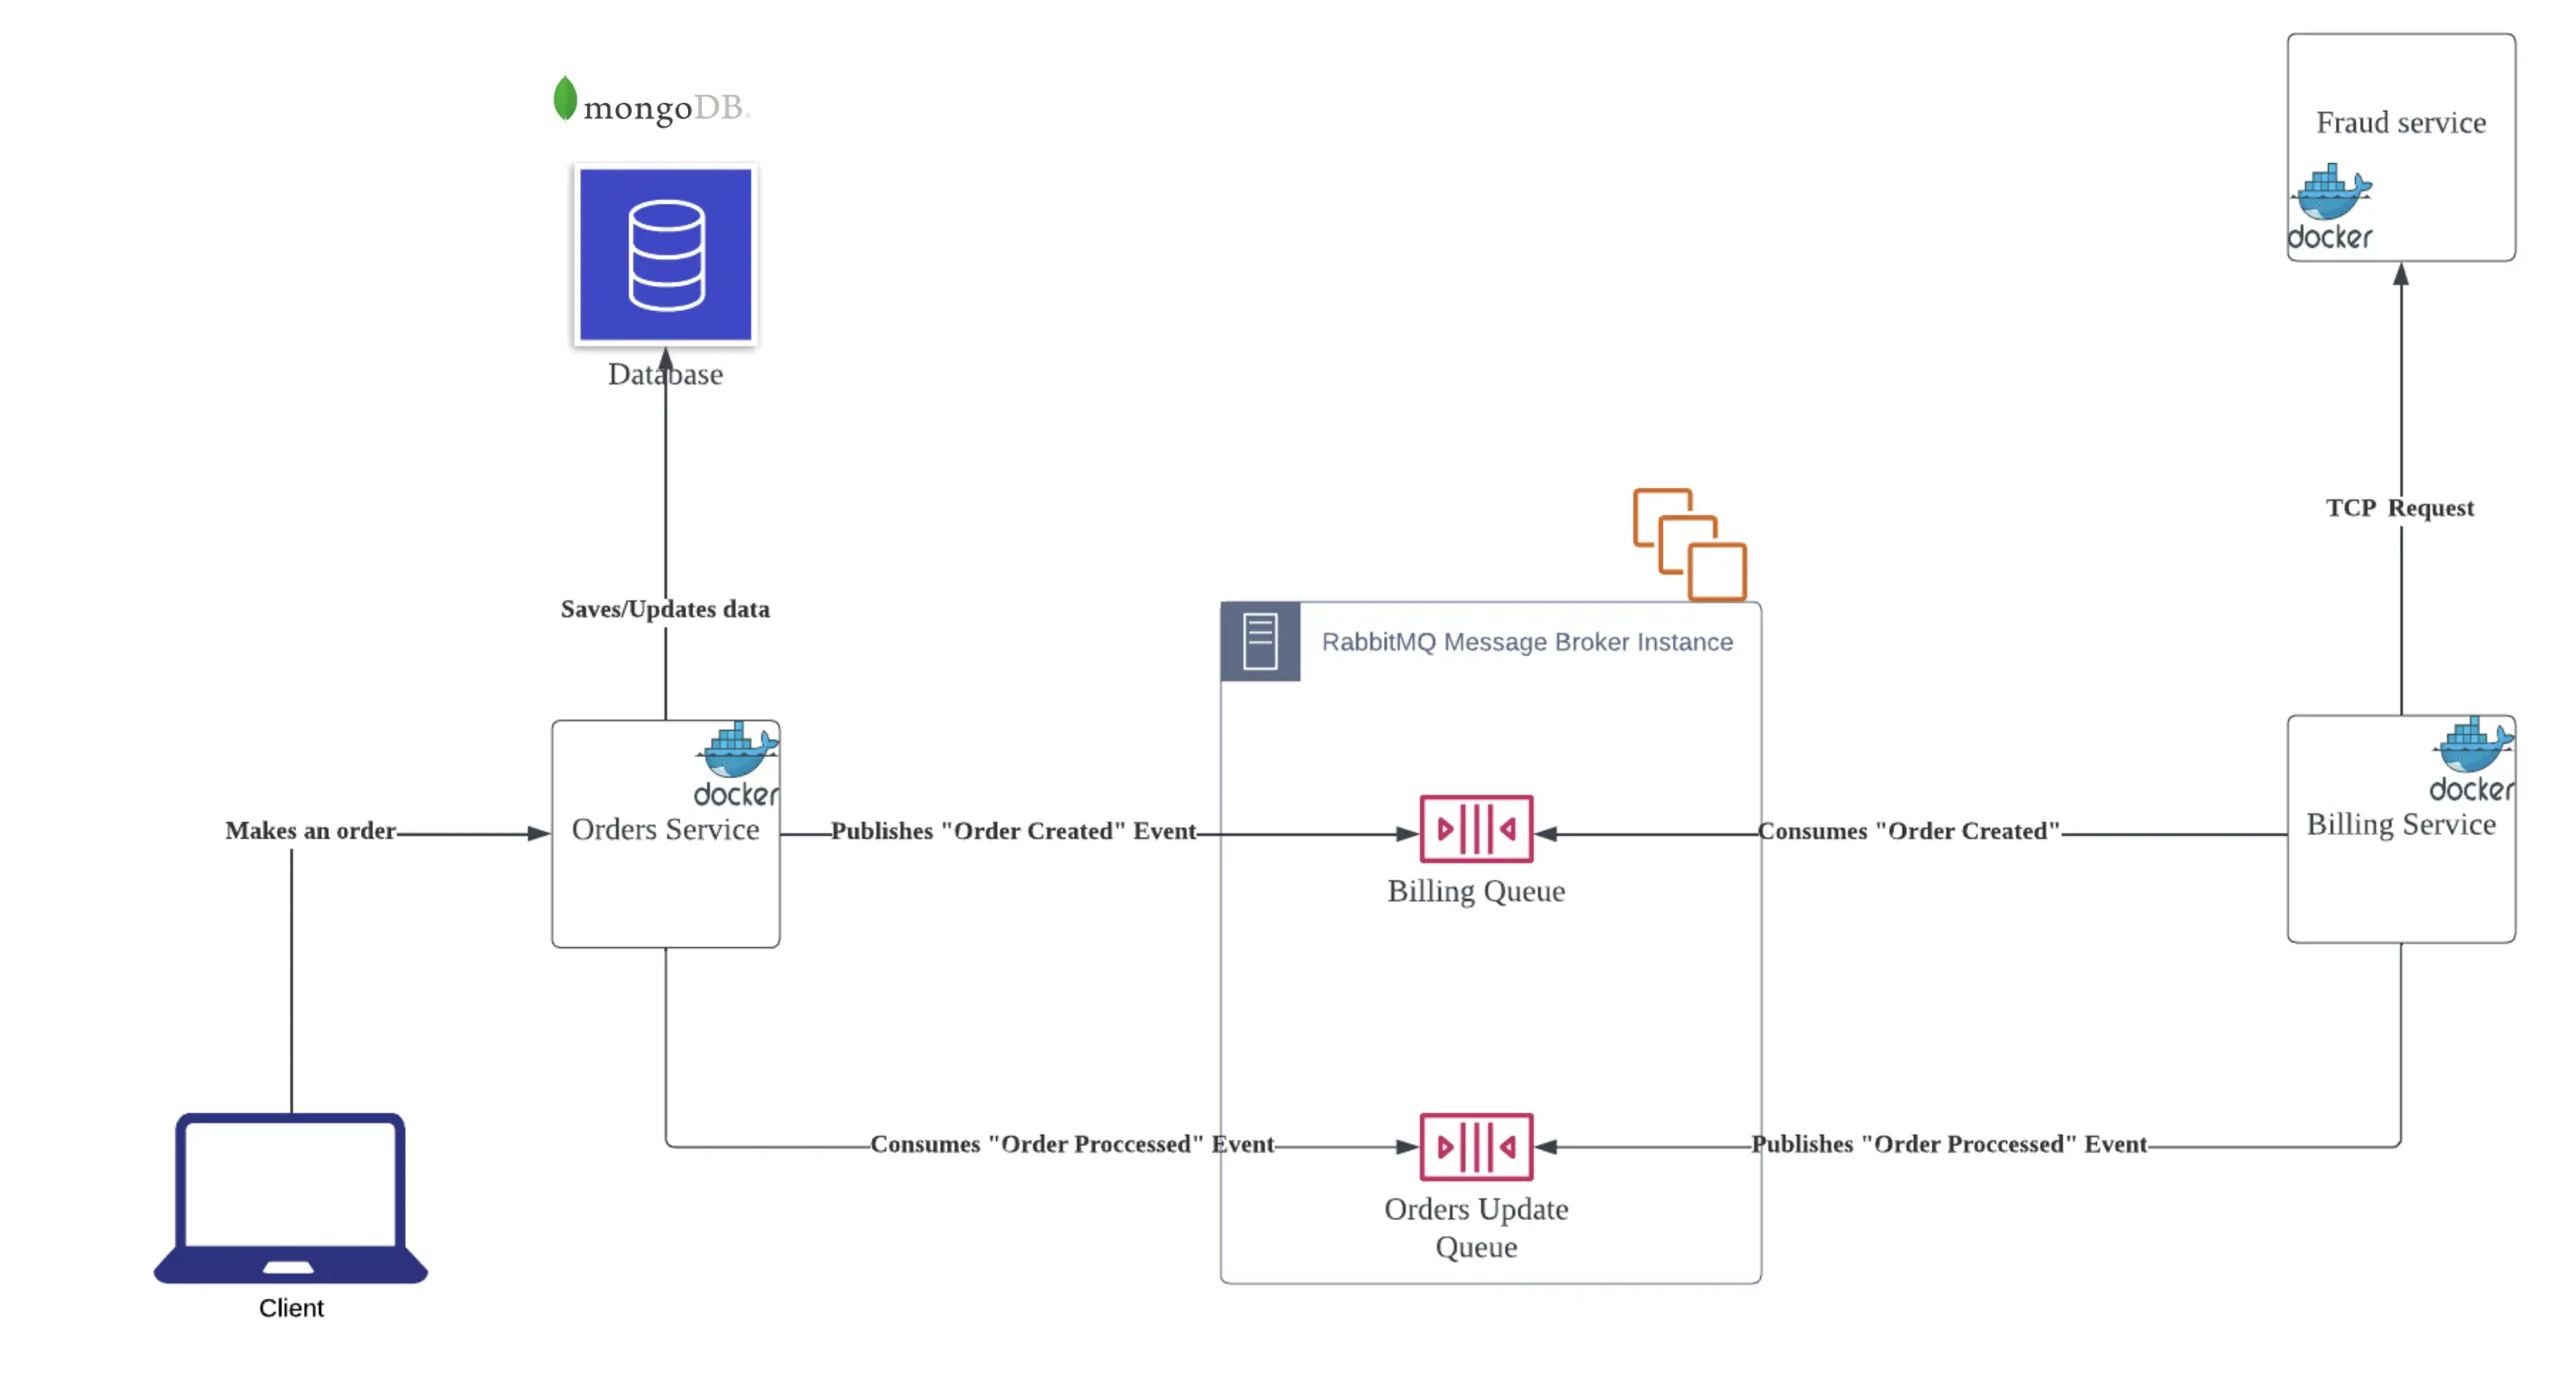 mongoDB.
Database
Fraud service
docker
TCP  Request
Saves/Updates data
RabbitMQ Message Broker Instance
docker
Orders Service
Makes an order
Publishes "Order Created" Event
Billing Queue
Consumes "Order Created"
docker
Billing Service
Consumes "Order Proccessed" Event
Publishes "Order Proccessed" Event
Orders Update
Queue
Client